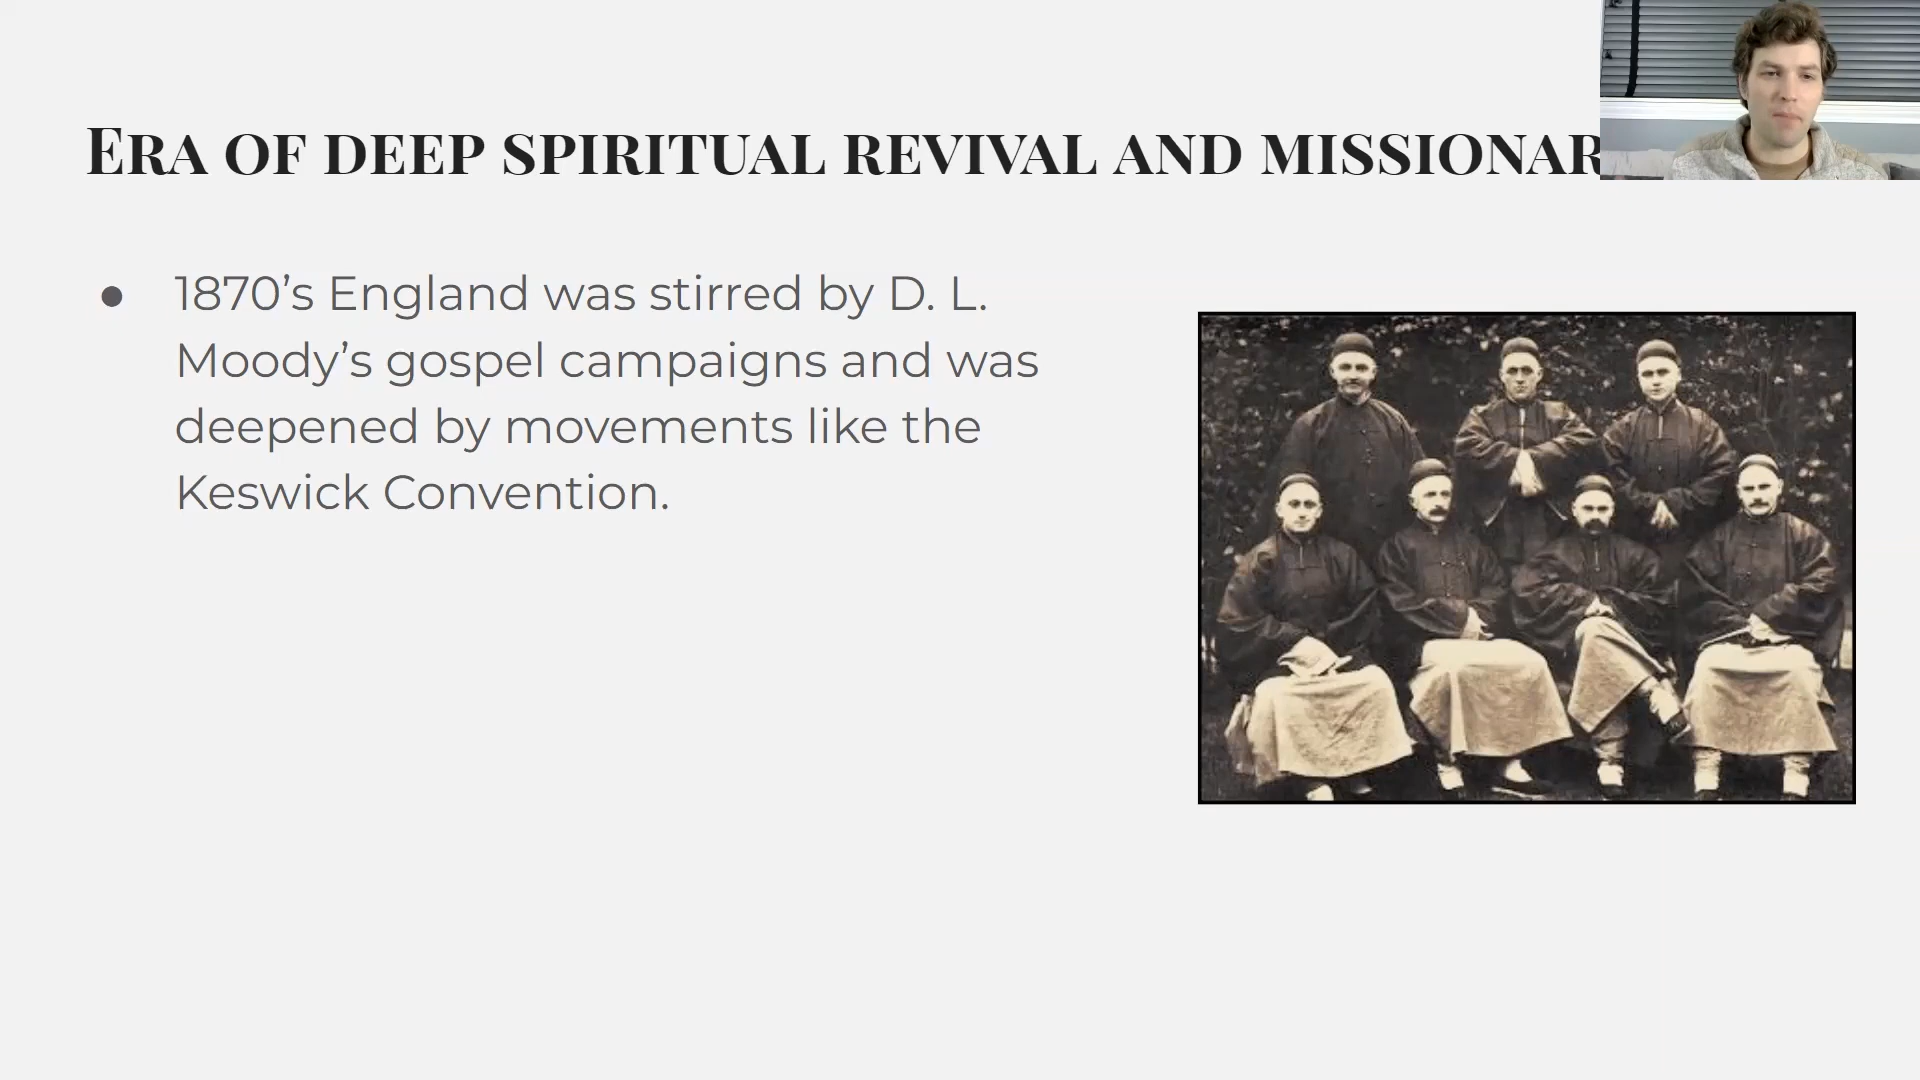 Era of deep spiritual revival and missionar
● 1870’s England was stirred by D. L.
Moody’s gospel campaigns and was
deepened by movements like the
Keswick Convention.